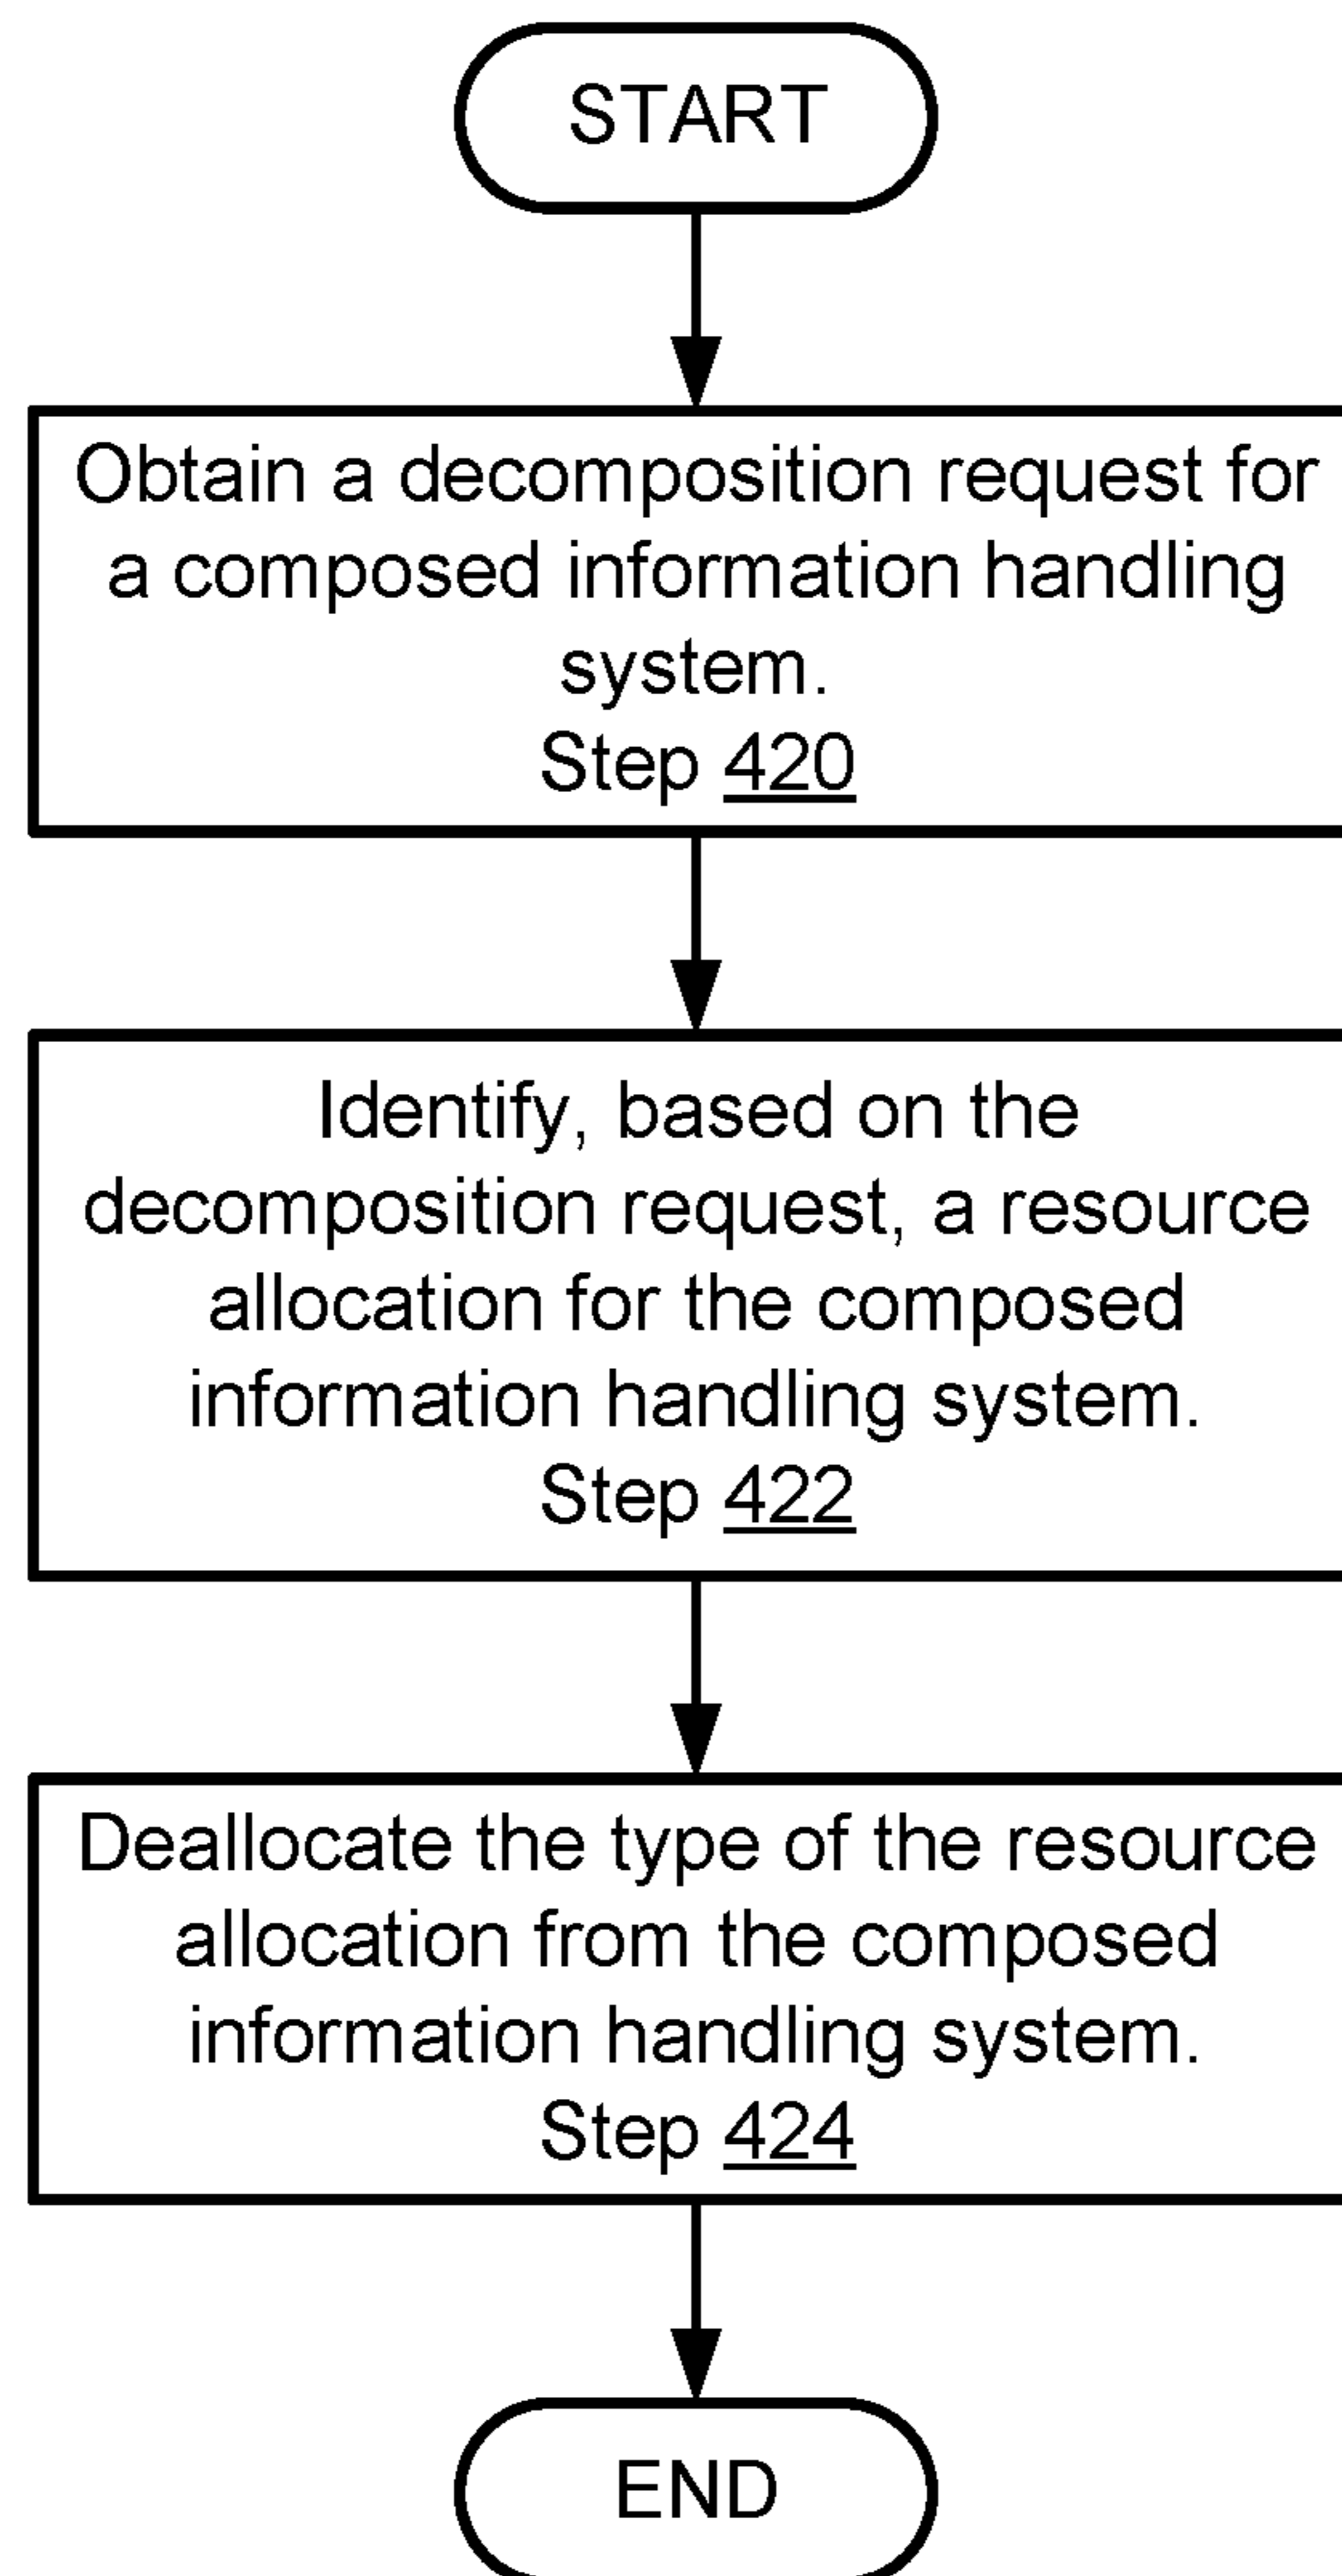 START
Obtain a decomposition request for
a composed information handling
system.
Step 420
Identify, based on the
decomposition request, a resource
allocation for the composed
information handling system.
Step 422
Deallocate the type of the resource
allocation from the composed
information handling system.
Step 424
END